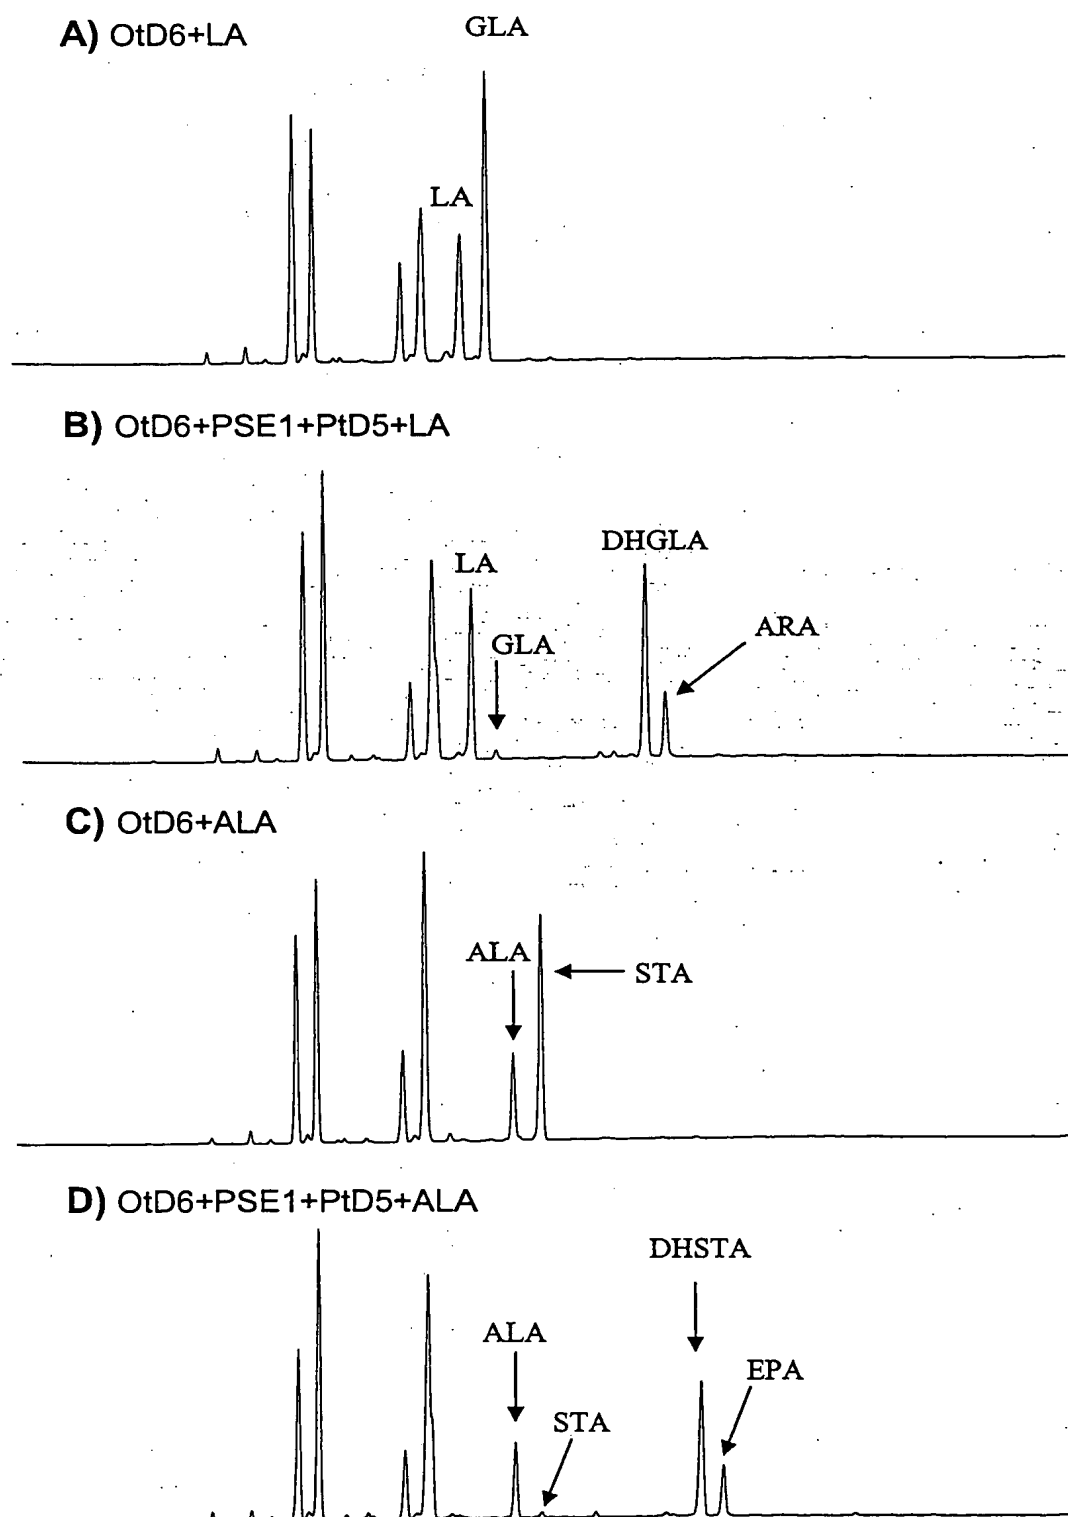 A) OtD6+LA
GLA
LA
B) OtD6+PSE1+PtD5+LA
DHGLA
LA
ARA
GLA
C) OtD6+ALA
ALA
STA
D) OtD6+PSE1+PtD5+ALA
DHSTA
ALA
EPA
STA